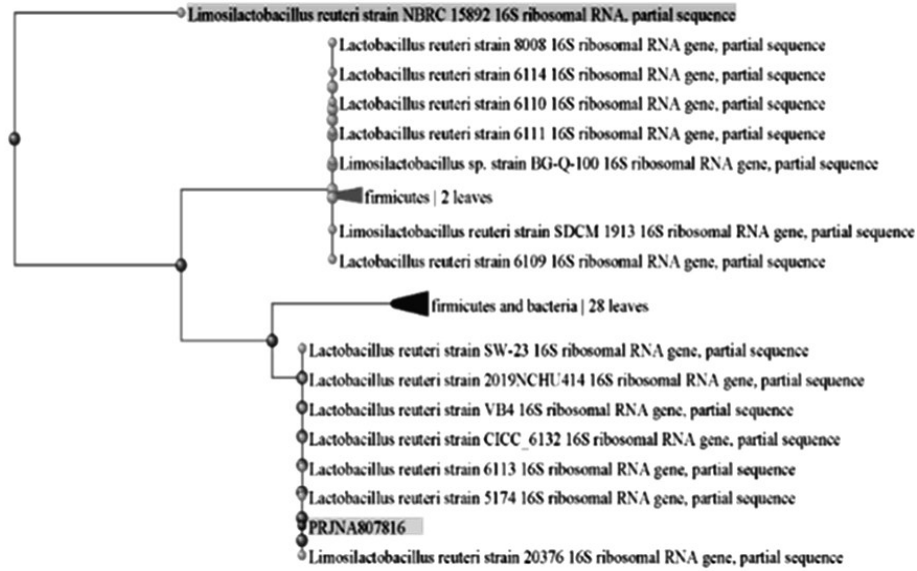 Limosilactobacillus reuteri strain NBRC 15892 16S ribosomal RNA, partial sequence
Lactobacillus reuteri strain 8008 16S ribosomal RNA gene, partial sequence
Lactobacillus reuteri strain 6114 16S ribosomal RNA gene, partial sequence
Lactobacillus reuteri strain 6110 16S ribosomal RNA gene, partial sequence
Lactobacillus reuteri strain 6111 16S ribosomal RNA gene, partial sequence
Limosilactobacillus sp. strain BG-Q-100 16S ribosomal RNA gene, partial sequence
firmicutes | 2 leaves
Limosilactobacillus reuteri strain SDCM 1913 16S ribosomal RNA gene, partial sequence
Lactobacillus reuteri strain 6109 16S ribosomal RNA gene, partial sequence
firmicutes and bacteria | 28 leaves
Lactobacillus reuteri strain SW-23 16S ribosomal RNA gene, partial sequence
Lactobacillus reuteri strain 2019NCHU414 16S ribosomal RNA gene, partial sequence
Lactobacillus reuteri strain VB4 16S ribosomal RNA gene, partial sequence
Lactobacillus reuteri strain CICC_6132 16S ribosomal RNA gene, partial sequence
Lactobacillus reuteri strain 6113 16S ribosomal RNA gene, partial sequence
Lactobacillus reuteri strain 5174 16S ribosomal RNA gene, partial sequence
PRJNA807816
Limosilactobacillus reuteri strain 20376 16S ribosomal RNA gene, partial sequence